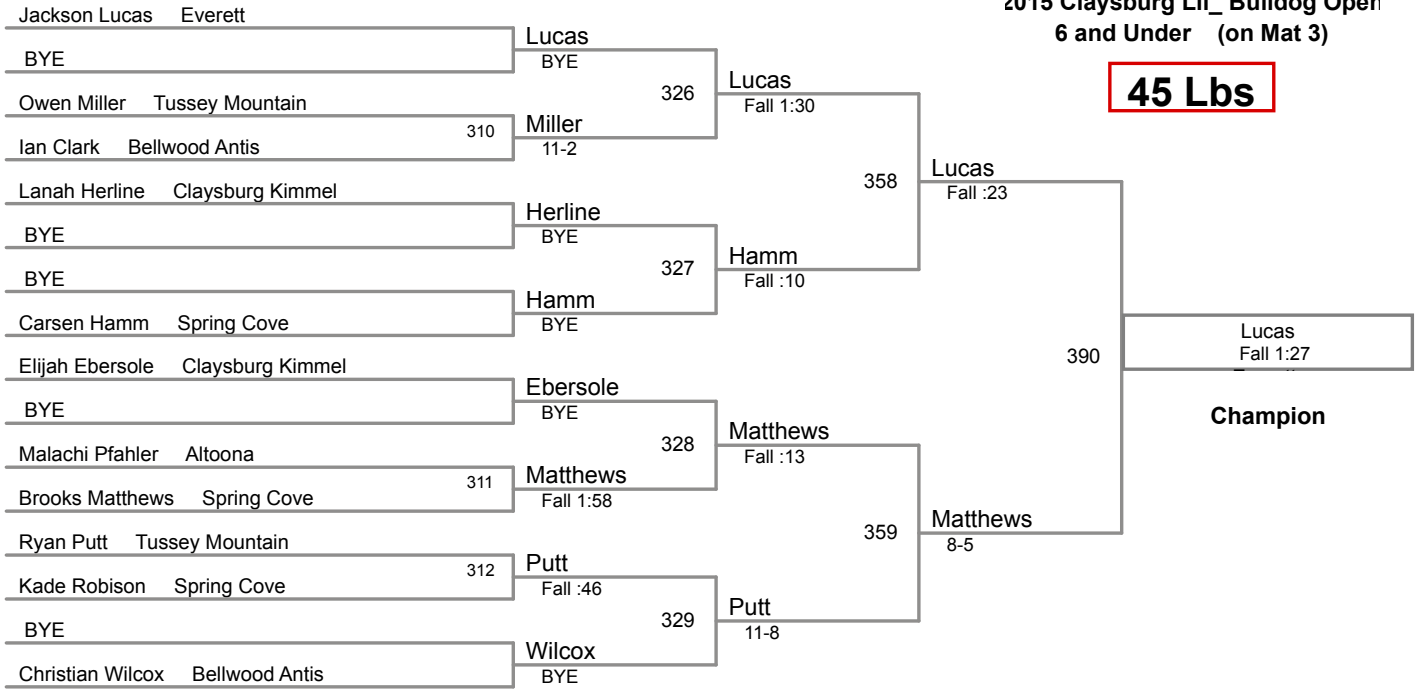 2015 Claysburg Lil_ Bulldog Open
6 and Under (on Mat 3)
45 Lbs
Jackson Lucas Everett
BYE
Owen Miller Tussey Mountain
310
Ian Clark Bellwood Antis
Lanah Herline Claysburg Kimmel
BYE
BYE
Carsen Hamm Spring Cove
Elijah Ebersole Claysburg Kimmel
BYE
Malachi Pfahler Altoona
311
Brooks Matthews Spring Cove
Ryan Putt Tussey Mountain
312
Kade Robison Spring Cove
BYE
Christian Wilcox Bellwood Antis
Lucas
BYE
326
Miller
11-2
Herline
BYE
327
Hamm
BYE
Ebersole
BYE
328
Matthews
Fall 1:58
Putt
Fall :46
329
Wilcox
BYE
Lucas
Fall 1:30
358
Hamm
Fall :10
Matthews
Fall :13
359
Putt
11-8
Lucas
Fall :23
390
Matthews
8-5
Lucas
Fall 1:27
Champion